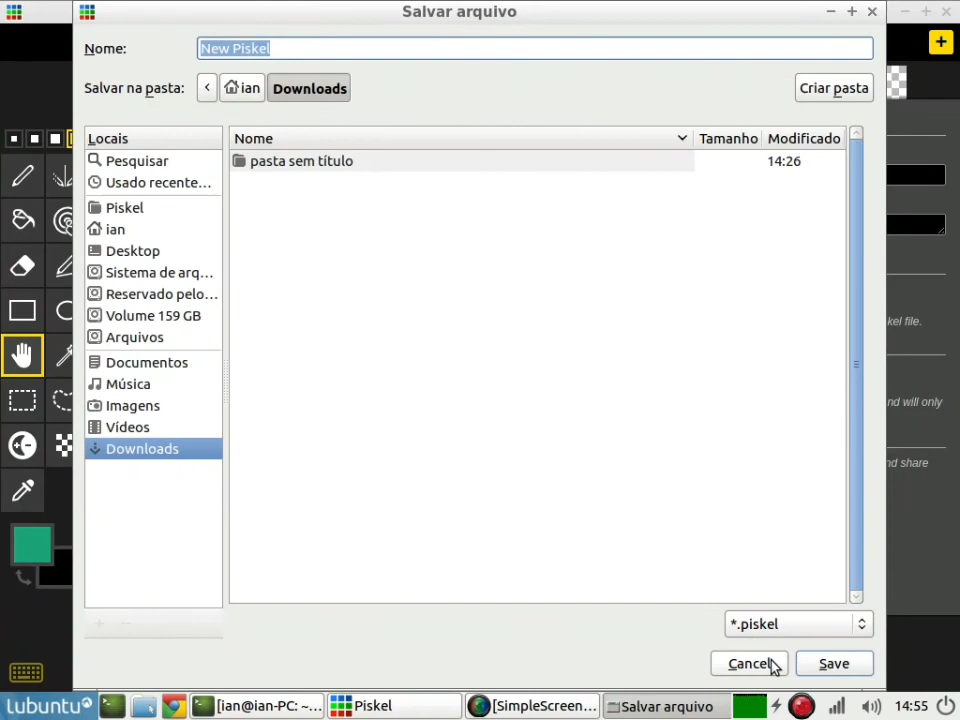 Salvar arquivo
Nome:
New Piskel
Salvar na pasta:
ian
Downloads
Criar pasta
Locais
Nome
Tamanho
Modificado
Pesquisar
pasta sem título
14:26
Usado recente...
Piskel
ian
Desktop
Sistema de arq...
Reservado pelo...
Volume 159 GB
kel file.
Arquivos
Documentos
Música
Imagens
nd will only
Vídeos
Downloads
nd share
*.piskel
Cancel
Save
lubuntu
[ian@ian-PC: ~...
Piskel
[SimpleScreen...
Salvar arquivo
14:55